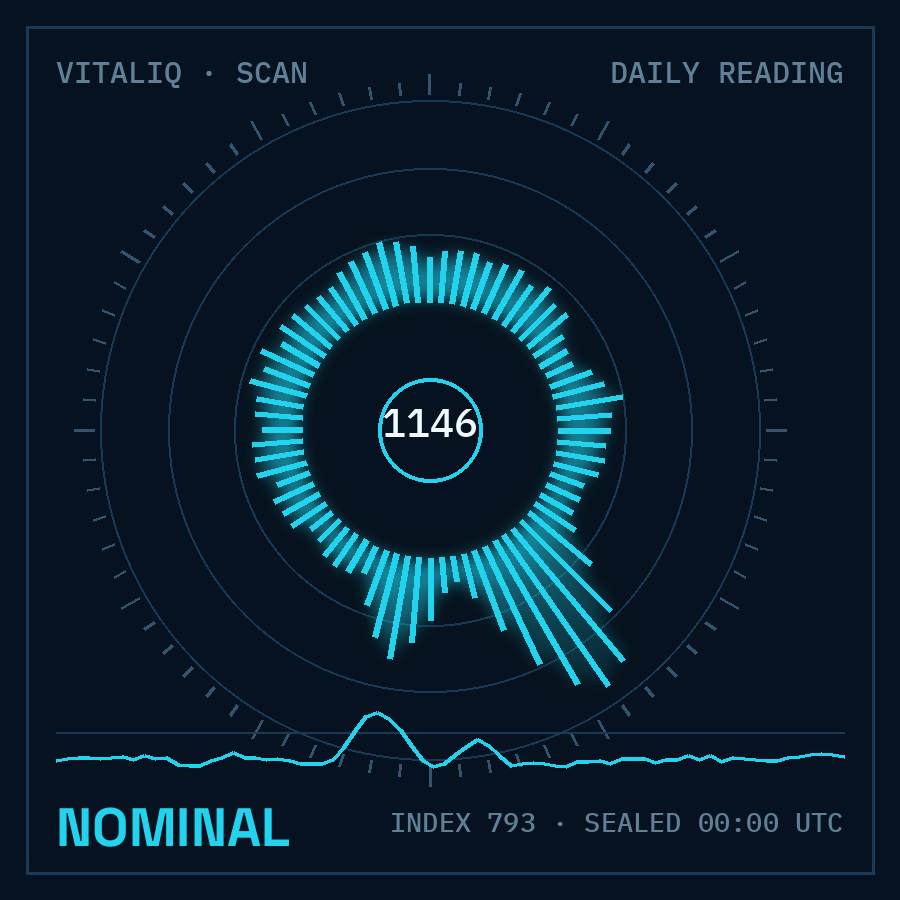 VITALIQ · SCAN
DAILY READING
1146
NOMINAL
INDEX 793 · SEALED 00:00 UTC